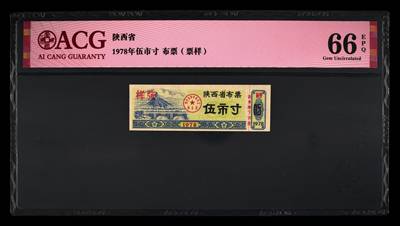 ACG
AI CANG GUARANTY
陕西省
1978年伍市寸 布票（票样）
66 EPQ
Gem Uncirculated
陕西省布票
伍市寸
1978